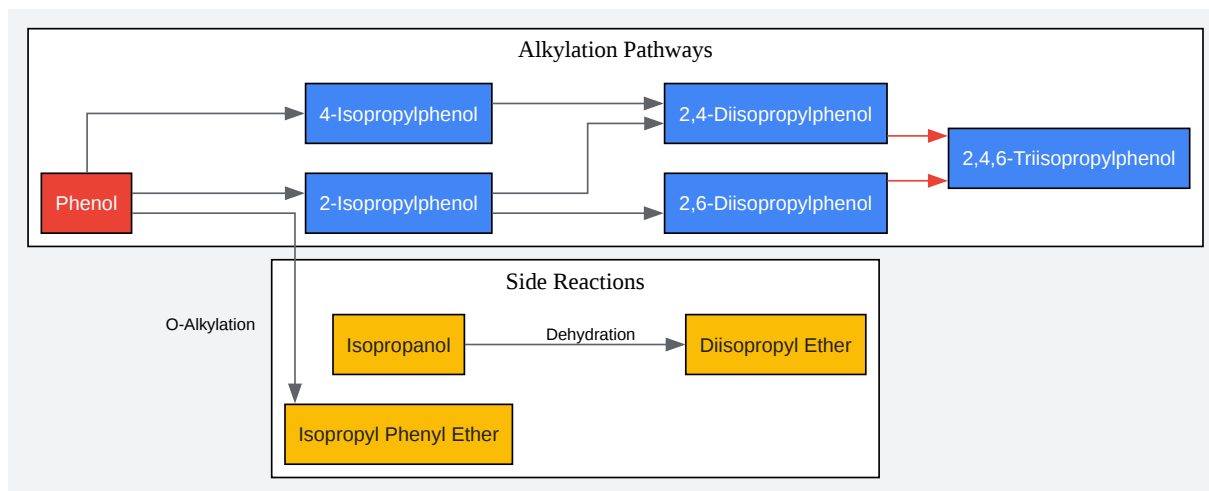 Alkylation Pathways
4-Isopropylphenol
2,4-Diisopropylphenol
2,4,6-Triisopropylphenol
Phenol
2-Isopropylphenol
2,6-Diisopropylphenol
Side Reactions
O-Alkylation
Isopropanol
Dehydration
Diisopropyl Ether
Isopropyl Phenyl Ether